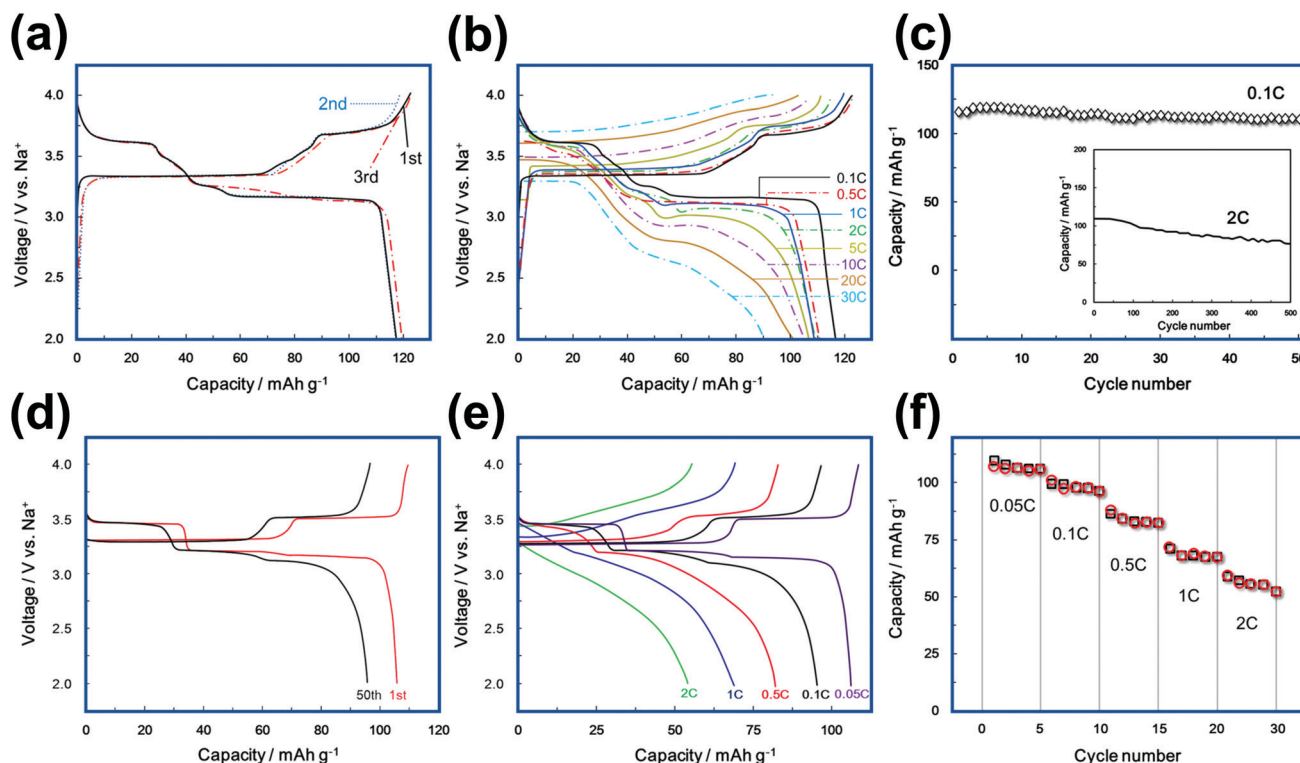 (a)
4.0
3.5
3.0
2.5
2.0
Voltage / V vs. Na⁺
2nd
1st
3rd
0 20 40 60 80 100 120
Capacity / mAh g⁻¹
(b)
4.0
3.5
3.0
2.5
2.0
Voltage / V vs. Na⁺
0.1C
0.5C
1C
2C
5C
10C
20C
30C
0 20 40 60 80 100 120
Capacity / mAh g⁻¹
(c)
150
125
100
75
50
25
0
Capacity / mAh g⁻¹
0.1C
200
150
100
50
0
Capacity / mAh g⁻¹
2C
0 100 200 300 400 500
Cycle number
0 10 20 30 40 50
Cycle number
(d)
4.0
3.5
3.0
2.5
2.0
Voltage / V vs. Na⁺
50th
1st
0 20 40 60 80 100 120
Capacity / mAh g⁻¹
(e)
4.0
3.5
3.0
2.5
2.0
Voltage / V vs. Na⁺
2C
1C
0.5C
0.1C
0.05C
0 25 50 75 100
Capacity / mAh g⁻¹
(f)
100
75
50
25
0
Capacity / mAh g⁻¹
0.05C
0.1C
0.5C
1C
2C
0 5 10 15 20 25 30
Cycle number